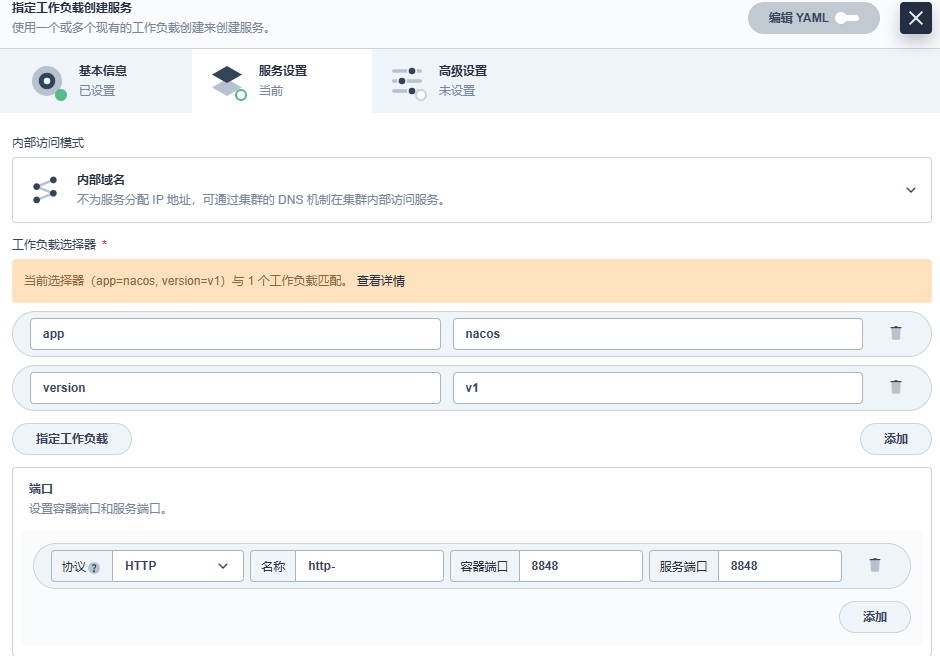 指定工作负载创建服务
使用一个或多个现有的工作负载创建来创建服务。
编辑 YAML
基本信息
已设置
服务设置
当前
高级设置
未设置
内部访问模式
内部域名
不为服务分配 IP 地址，可通过集群的 DNS 机制在集群内部访问服务。
工作负载选择器 *
当前选择器（app=nacos, version=v1）与 1 个工作负载匹配。 查看详情
app nacos
version v1
指定工作负载 添加
端口
设置容器端口和服务端口。
协议 ? HTTP 名称 http- 容器端口 8848 服务端口 8848
添加